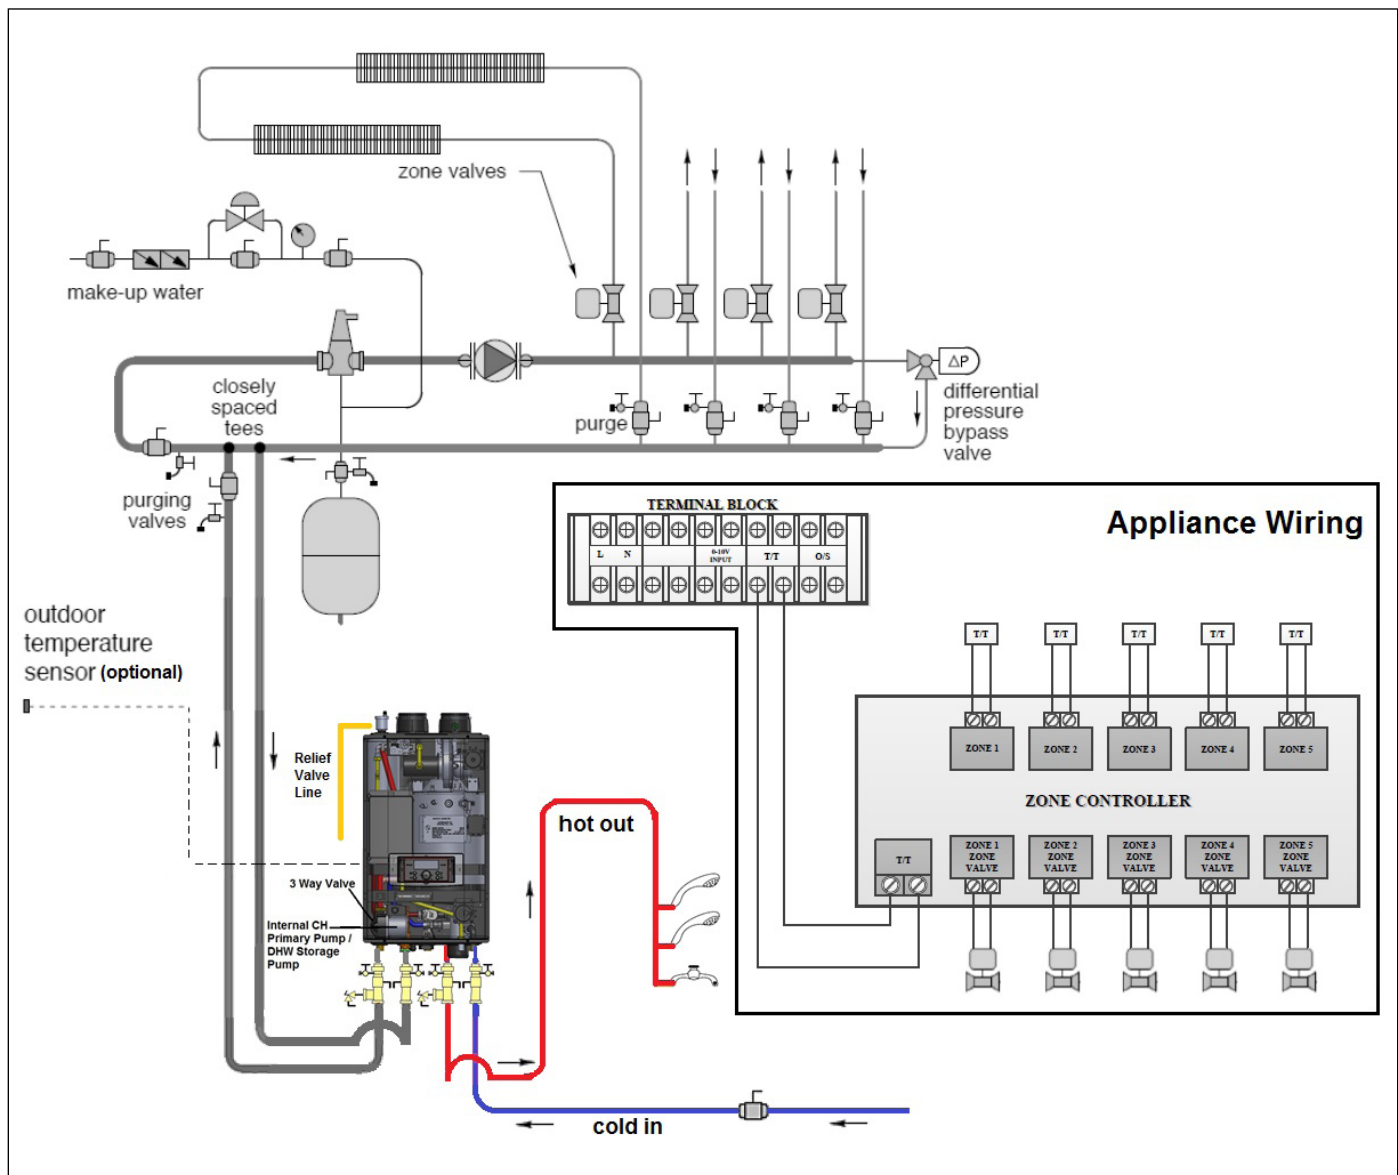 zone valves
make-up water
closely
spaced
tees
ΔP
differential
pressure
bypass
valve
purge
purging
valves
outdoor
temperature
sensor (optional)
Relief
Valve
Line
3 Way Valve
Internal CH
Primary Pump /
DHW Storage
Pump
hot out
cold in
Appliance Wiring
TERMINAL BLOCK
L N 0-10V INPUT T/T O/S
T/T T/T T/T T/T T/T
ZONE 1 ZONE 2 ZONE 3 ZONE 4 ZONE 5
ZONE CONTROLLER
T/T
ZONE 1
ZONE
VALVE
ZONE 2
ZONE
VALVE
ZONE 3
ZONE
VALVE
ZONE 4
ZONE
VALVE
ZONE 5
ZONE
VALVE